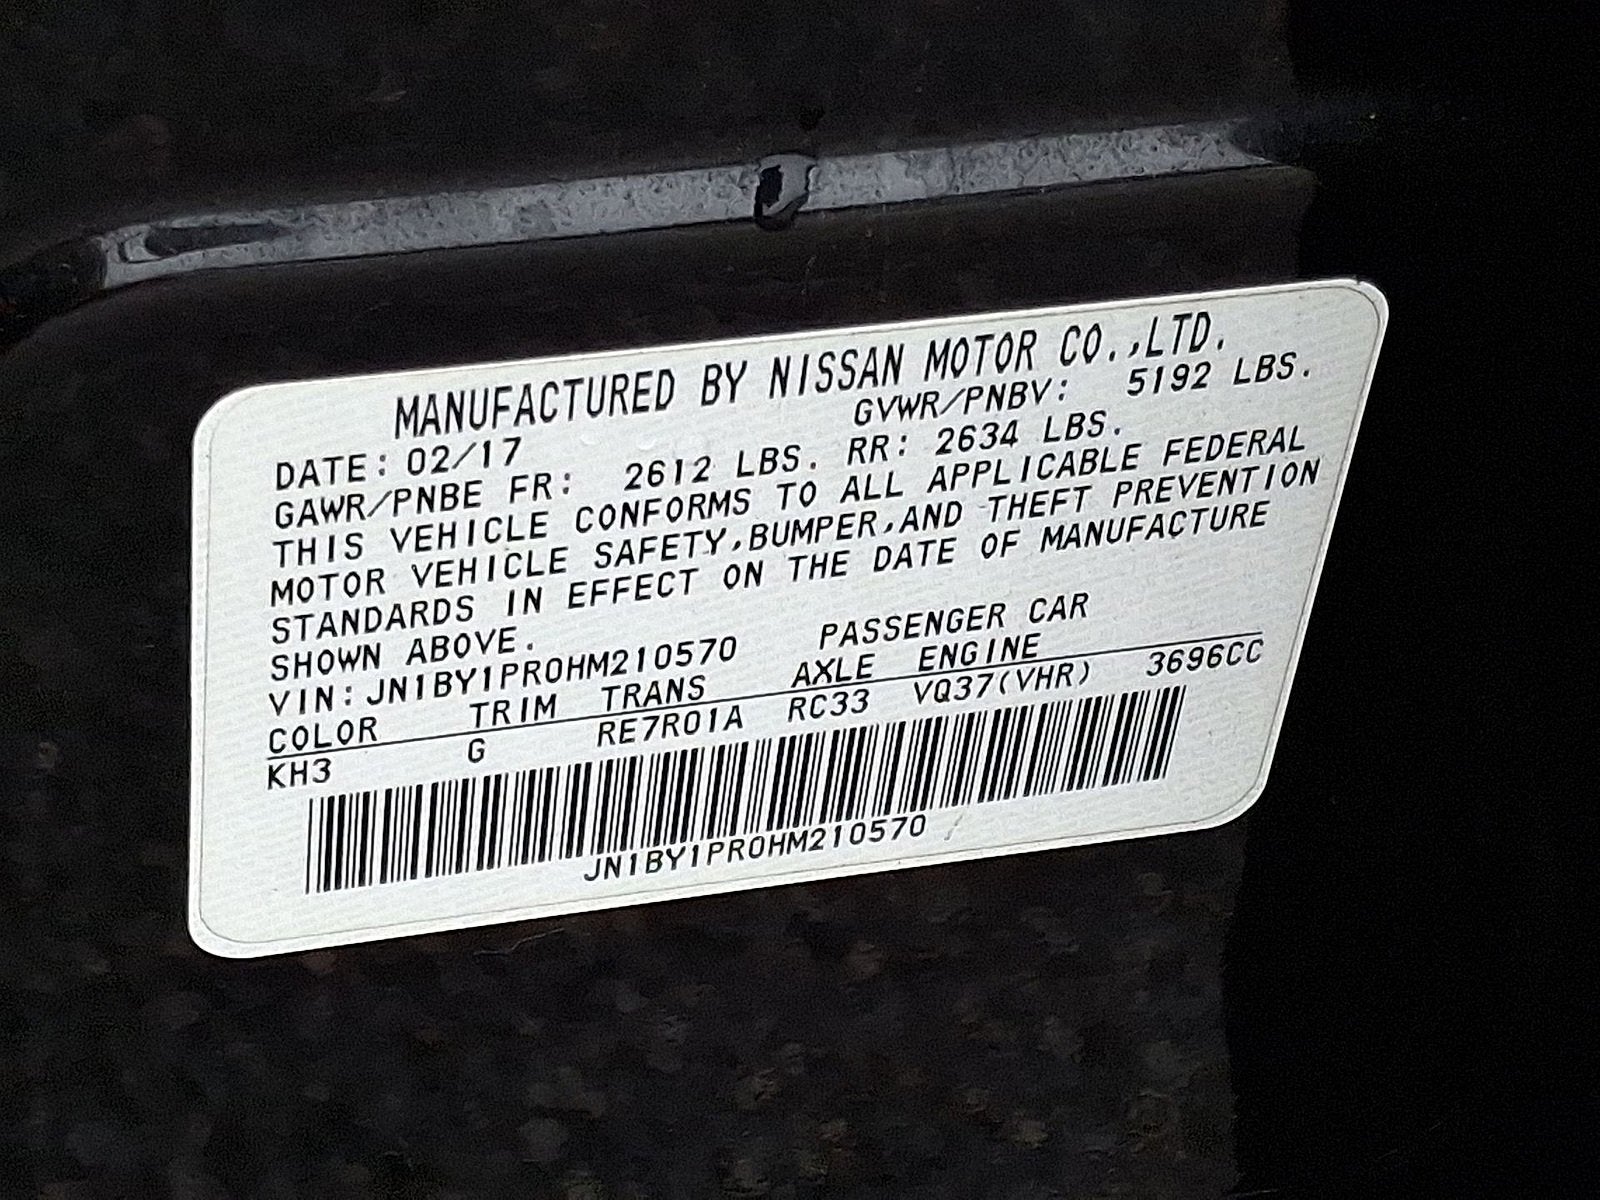 MANUFACTURED BY NISSAN MOTOR CO.,LTD.
DATE: 02/17 GVWR/PNBV: 5192 LBS.
GAWR/PNBE FR: 2612 LBS. RR: 2634 LBS.
THIS VEHICLE CONFORMS TO ALL APPLICABLE FEDERAL
MOTOR VEHICLE SAFETY,BUMPER,AND THEFT PREVENTION
STANDARDS IN EFFECT ON THE DATE OF MANUFACTURE
SHOWN ABOVE.
VIN:JN1BY1PR0HM210570 PASSENGER CAR
COLOR TRIM TRANS AXLE ENGINE
KH3 G RE7R01A RC33 VQ37(VHR) 3696CC
JN1BY1PR0HM210570